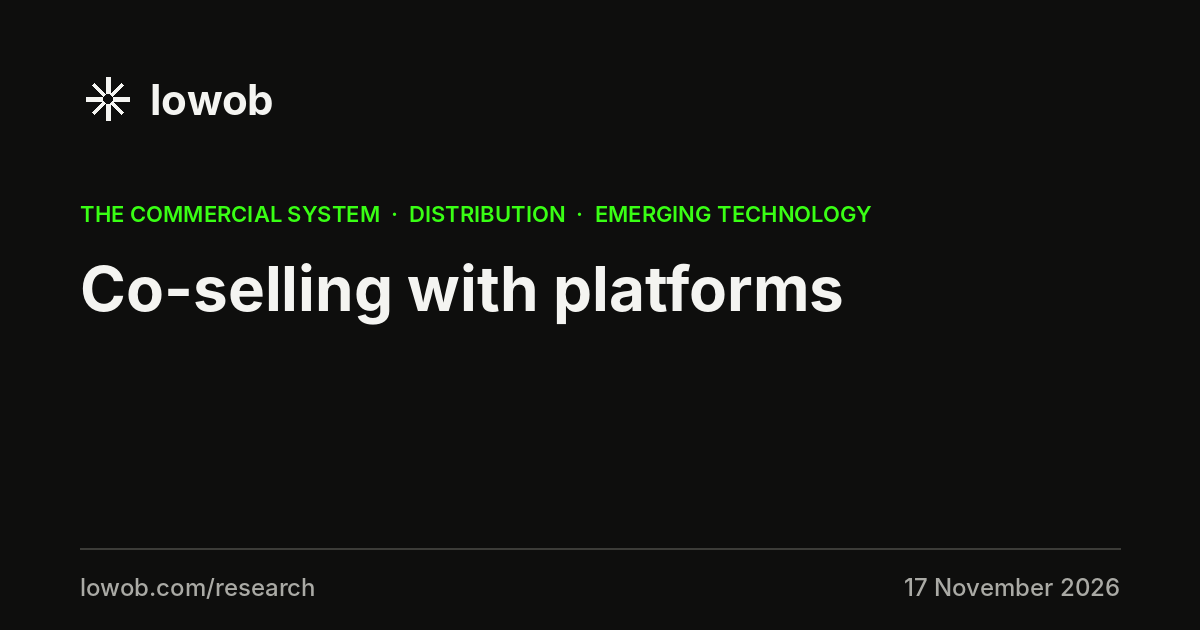 lowob
THE COMMERCIAL SYSTEM · DISTRIBUTION · EMERGING TECHNOLOGY
Co-selling with platforms
lowob.com/research
17 November 2026